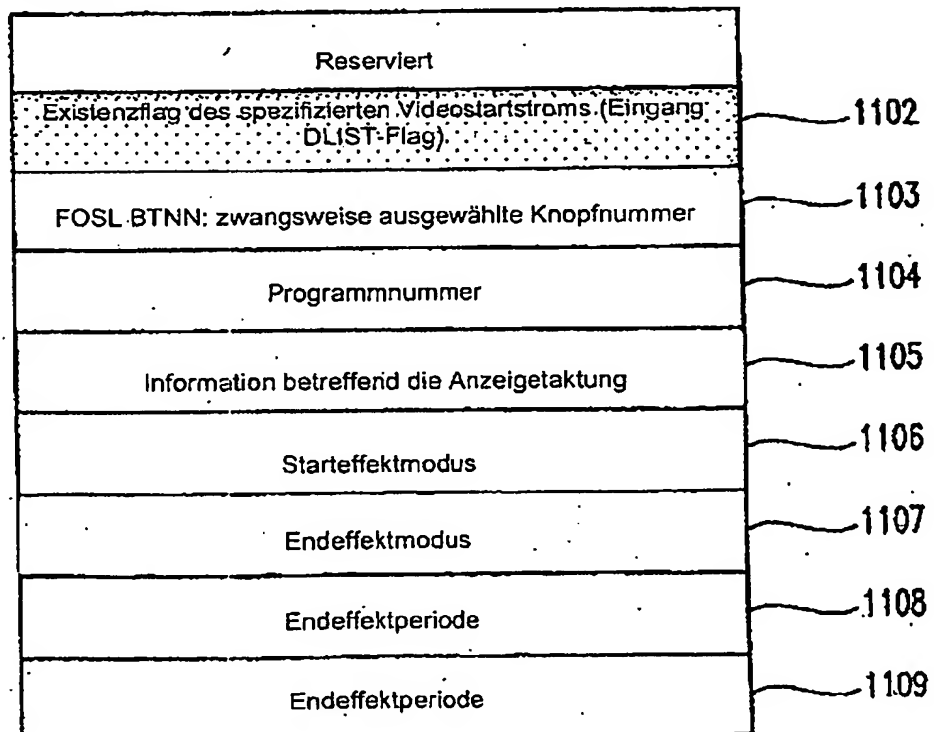 Reserviert
Existenzflag des spezifizierten Videostartstroms (Eingang
DLIST-Flag)
1102
FOSL BTNN: zwangsweise ausgewählte Knopfnummer
1103
Programmnummer
1104
Information betreffend die Anzeigetaktung
1105
Starteffektmodus
1106
Endeffektmodus
1107
Endeffektperiode
1108
Endeffektperiode
1109